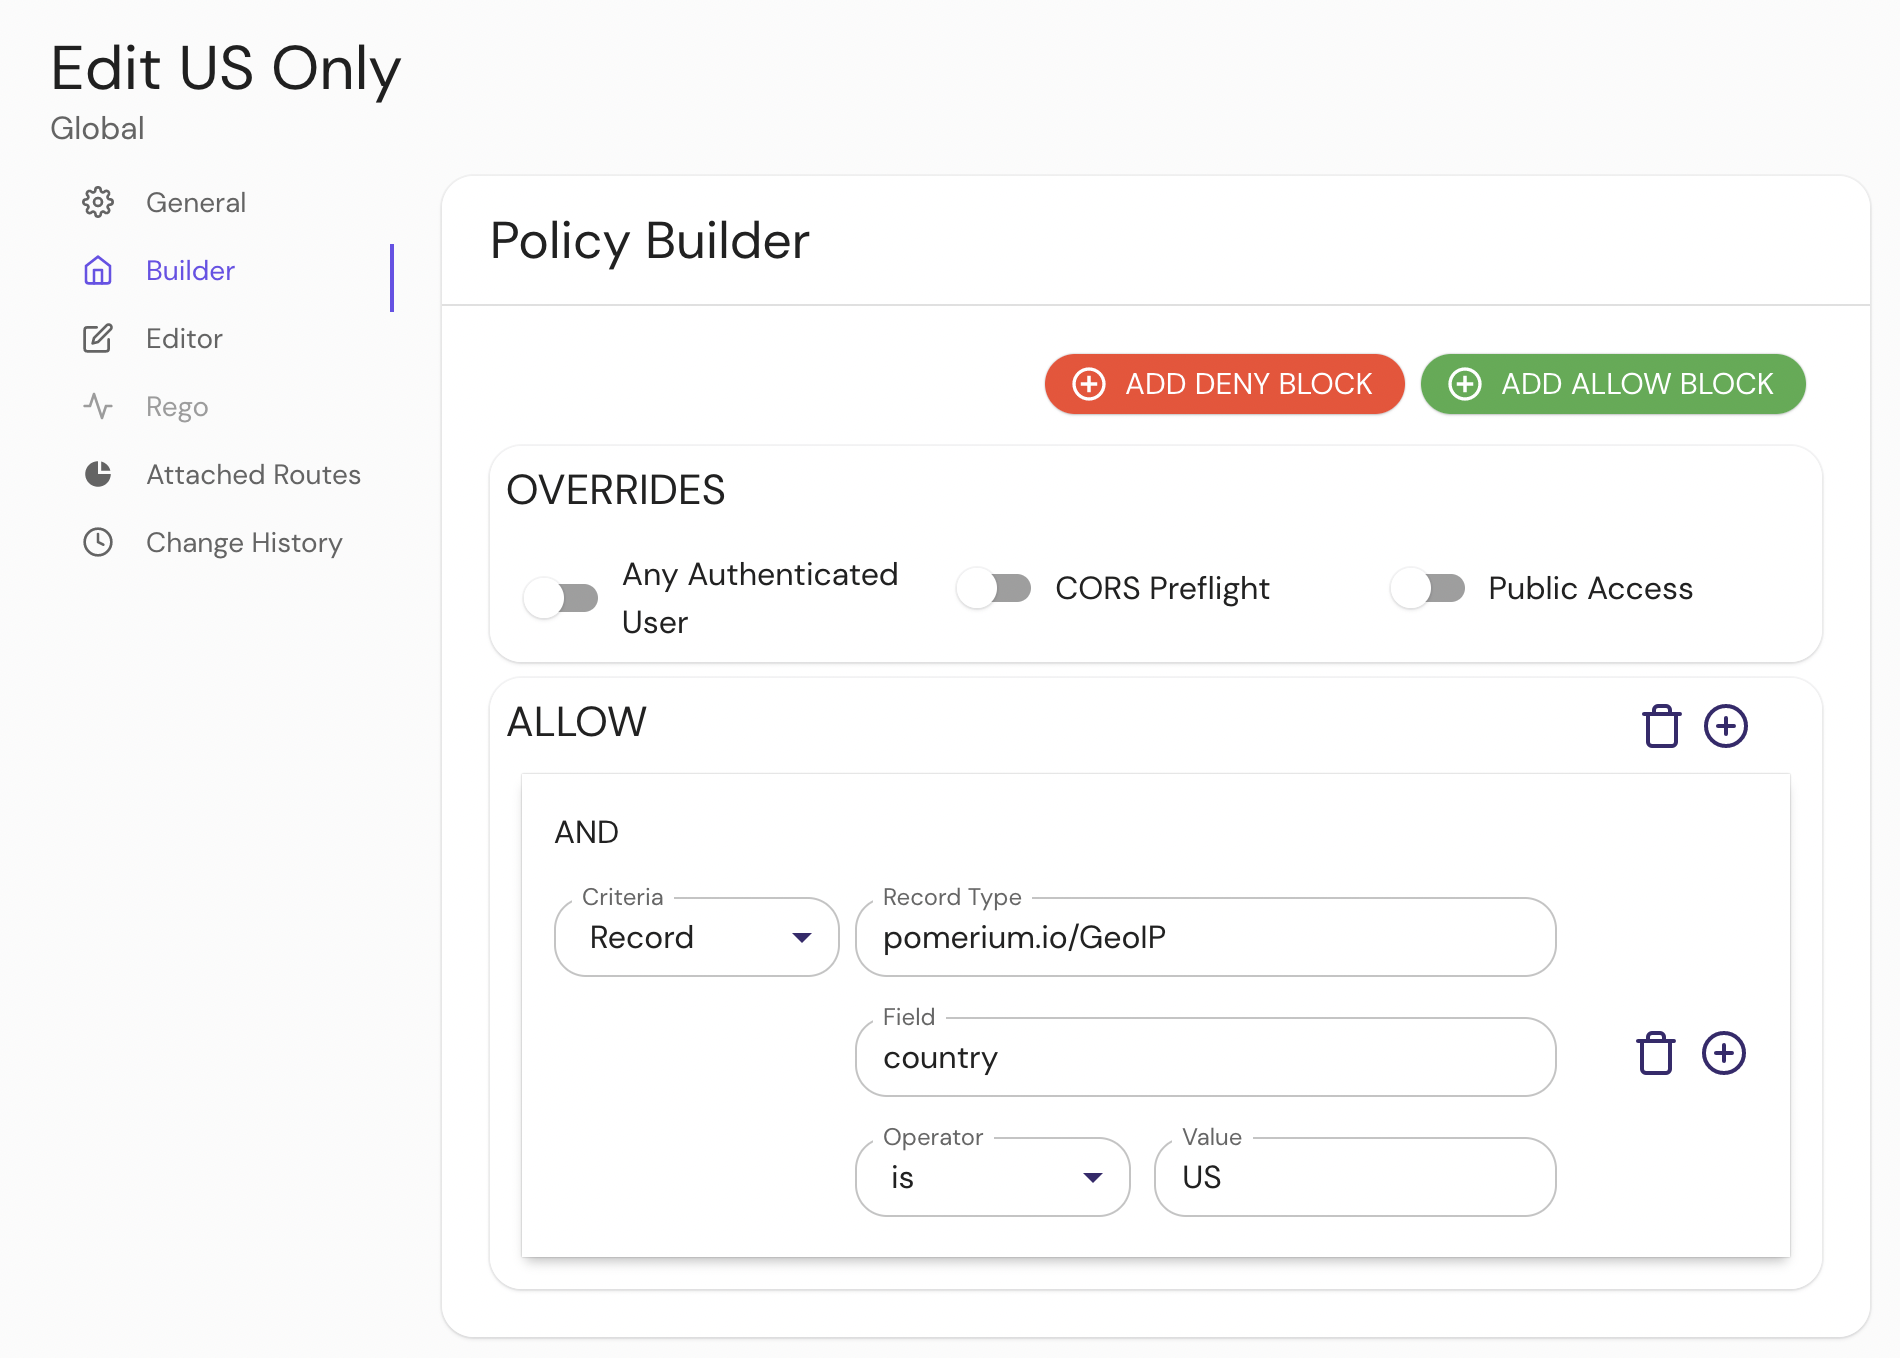 Edit US Only
Global
General
Builder
Editor
Rego
Attached Routes
Change History
Policy Builder
ADD DENY BLOCK
ADD ALLOW BLOCK
OVERRIDES
Any Authenticated
User
CORS Preflight
Public Access
ALLOW
AND
Criteria
Record
Record Type
pomerium.io/GeoIP
Field
country
Operator
is
Value
US